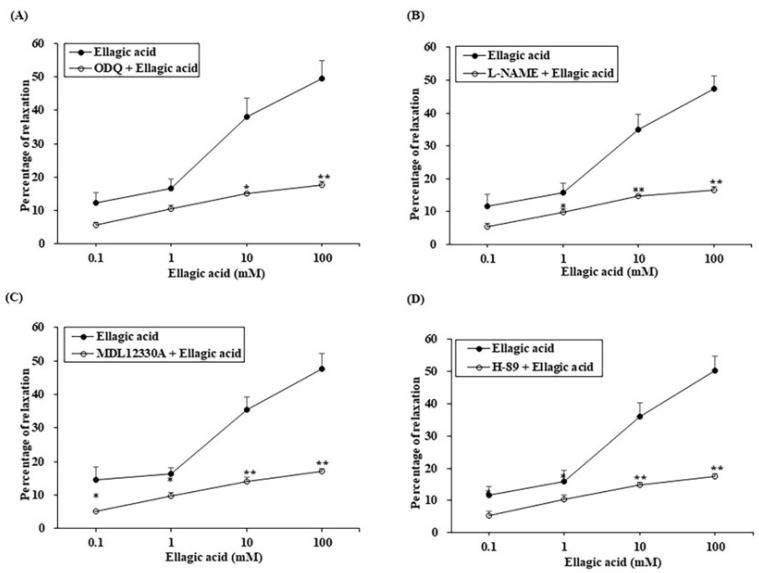 (A)
Ellagic acid
ODQ + Ellagic acid
Percentage of relaxation
60
50
40
30
20
10
0
*
**
0.1 1 10 100
Ellagic acid (mM)
(B)
Ellagic acid
L-NAME + Ellagic acid
Percentage of relaxation
60
50
40
30
20
10
0
*
**
**
0.1 1 10 100
Ellagic acid (mM)
(C)
Ellagic acid
MDL12330A + Ellagic acid
Percentage of relaxation
60
50
40
30
20
10
0
*
*
**
**
0.1 1 10 100
Ellagic acid (mM)
(D)
Ellagic acid
H-89 + Ellagic acid
Percentage of relaxation
60
50
40
30
20
10
0
*
*
**
**
0.1 1 10 100
Ellagic acid (mM)